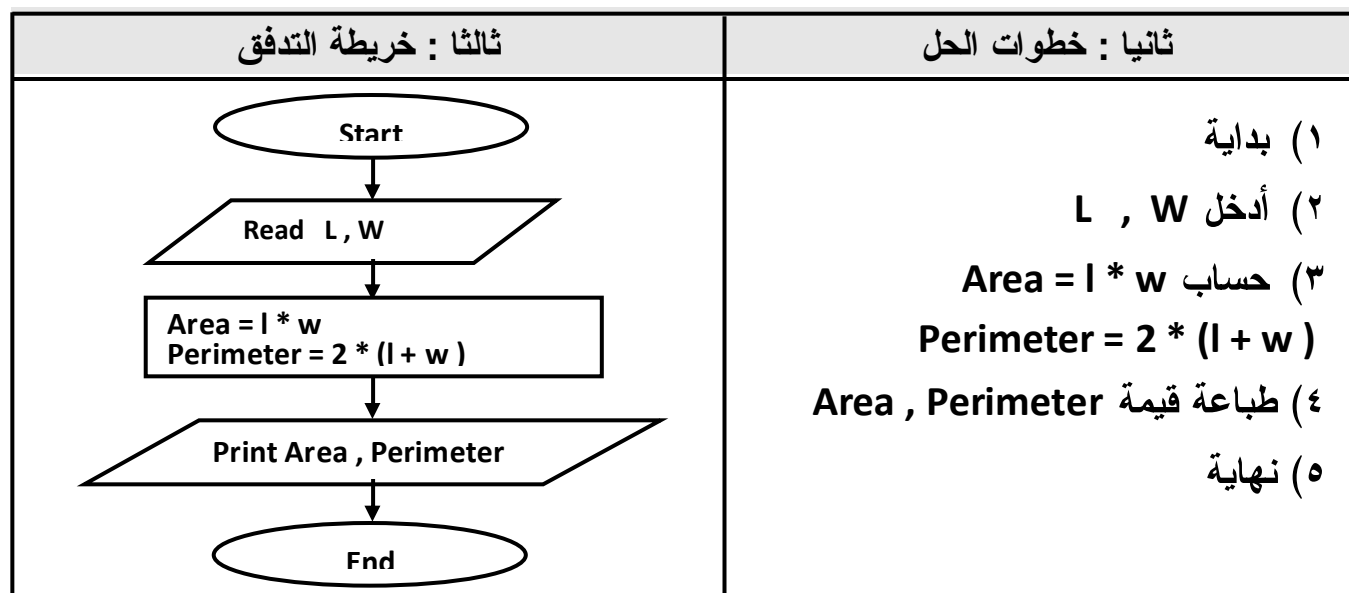 ثانيا : خطوات الحل
١) بداية
٢) أدخل L , W
٣) حساب Area = l * w
Perimeter = 2 * (l + w )
٤) طباعة قيمة Area , Perimeter
٥) نهاية
ثالثا : خريطة التدفق
Start
Read L , W
Area = l * w
Perimeter = 2 * (l + w )
Print Area , Perimeter
End